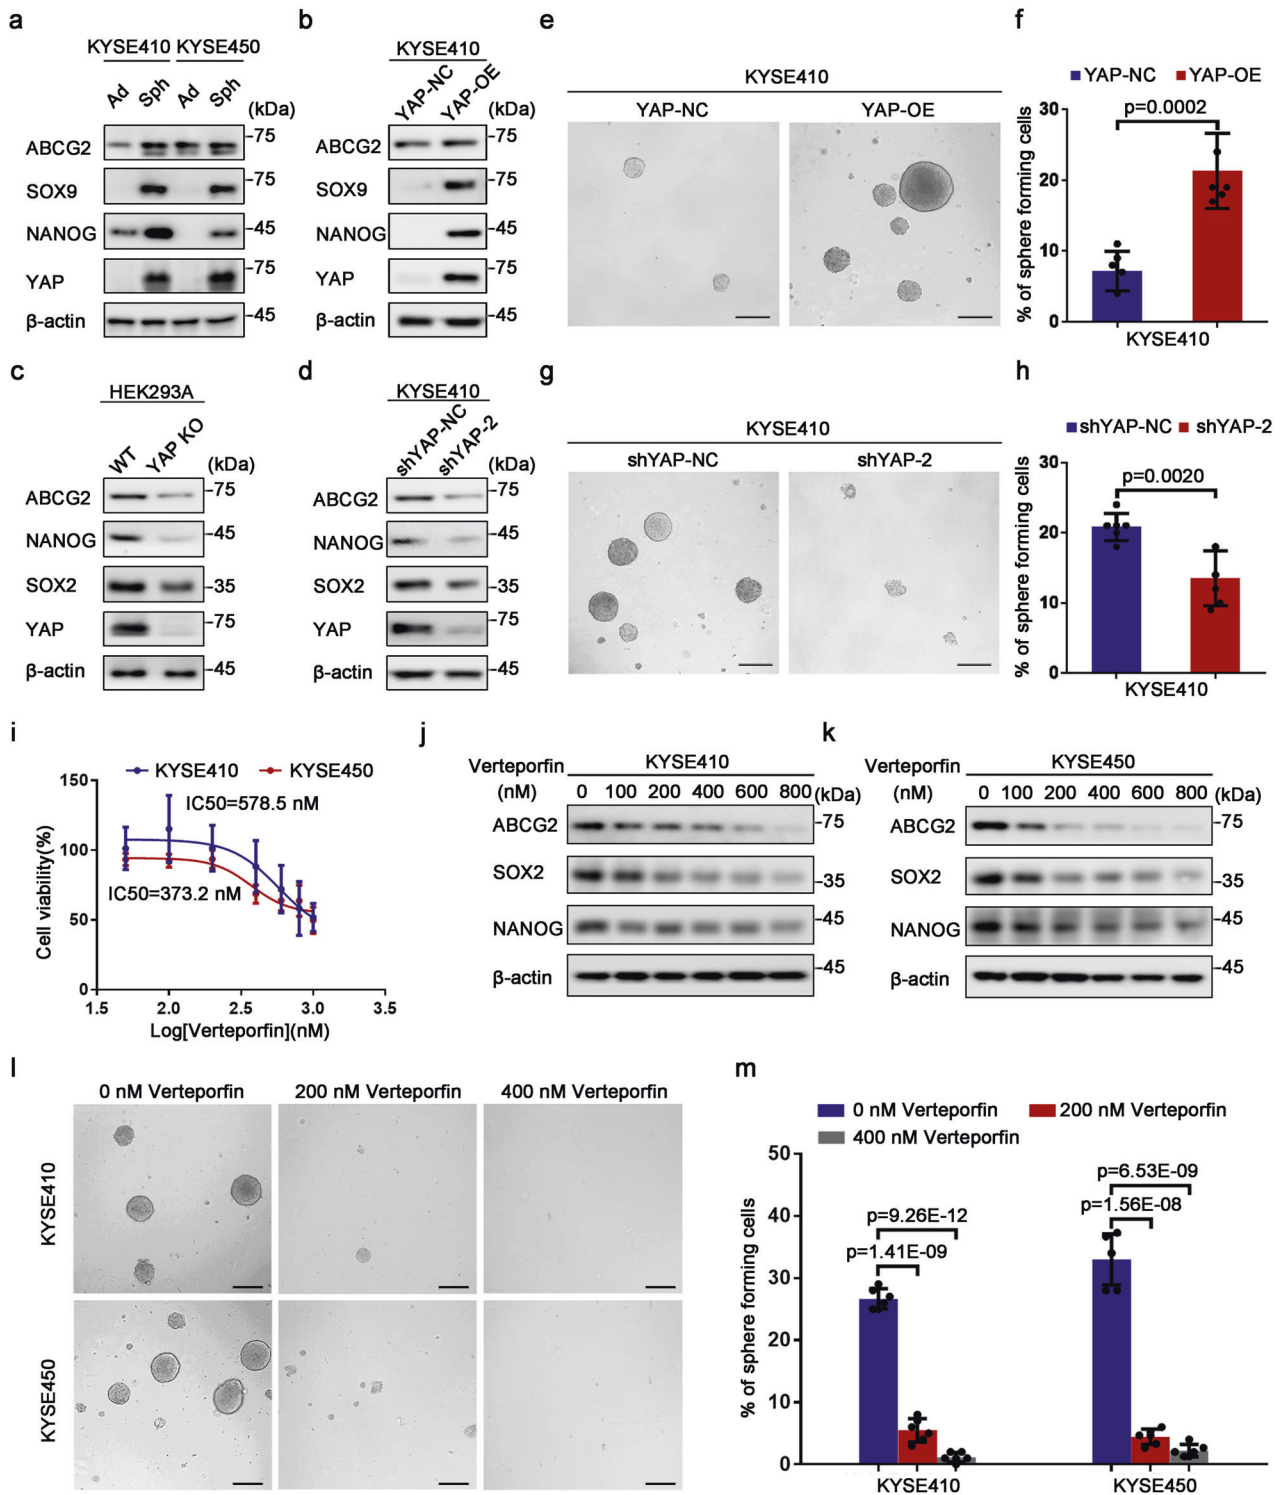 a
KYSE410 KYSE450
Ad Sph Ad Sph (kDa)
ABCG2 -75
SOX9 -75
NANOG -45
YAP -75
β-actin -45
b
KYSE410
YAP-NC YAP-OE (kDa)
ABCG2 -75
SOX9 -75
NANOG -45
YAP -75
β-actin -45
e
KYSE410
YAP-NC YAP-OE
f
YAP-NC YAP-OE
p=0.0002
% of sphere forming cells
30
20
10
0
KYSE410
c
HEK293A
WT YAP KO (kDa)
ABCG2 -75
NANOG -45
SOX2 -35
YAP -75
β-actin -45
d
KYSE410
shYAP-NC shYAP-2 (kDa)
ABCG2 -75
NANOG -45
SOX2 -35
YAP -75
β-actin -45
g
KYSE410
shYAP-NC shYAP-2
h
shYAP-NC shYAP-2
p=0.0020
% of sphere forming cells
30
20
10
0
KYSE410
i
KYSE410 KYSE450
IC50=578.5 nM
IC50=373.2 nM
Cell viability(%)
150
100
50
0
1.5 2.0 2.5 3.0 3.5
Log[Verteporfin](nM)
j
Verteporfin KYSE410
(nM) 0 100 200 400 600 800 (kDa)
ABCG2 -75
SOX2 -35
NANOG -45
β-actin -45
k
Verteporfin KYSE450
(nM) 0 100 200 400 600 800 (kDa)
ABCG2 -75
SOX2 -35
NANOG -45
β-actin -45
l
0 nM Verteporfin 200 nM Verteporfin 400 nM Verteporfin
KYSE410
KYSE450
m
0 nM Verteporfin 200 nM Verteporfin
400 nM Verteporfin
% of sphere forming cells
50
40
30
20
10
0
p=9.26E-12
p=1.41E-09
p=6.53E-09
p=1.56E-08
KYSE410 KYSE450